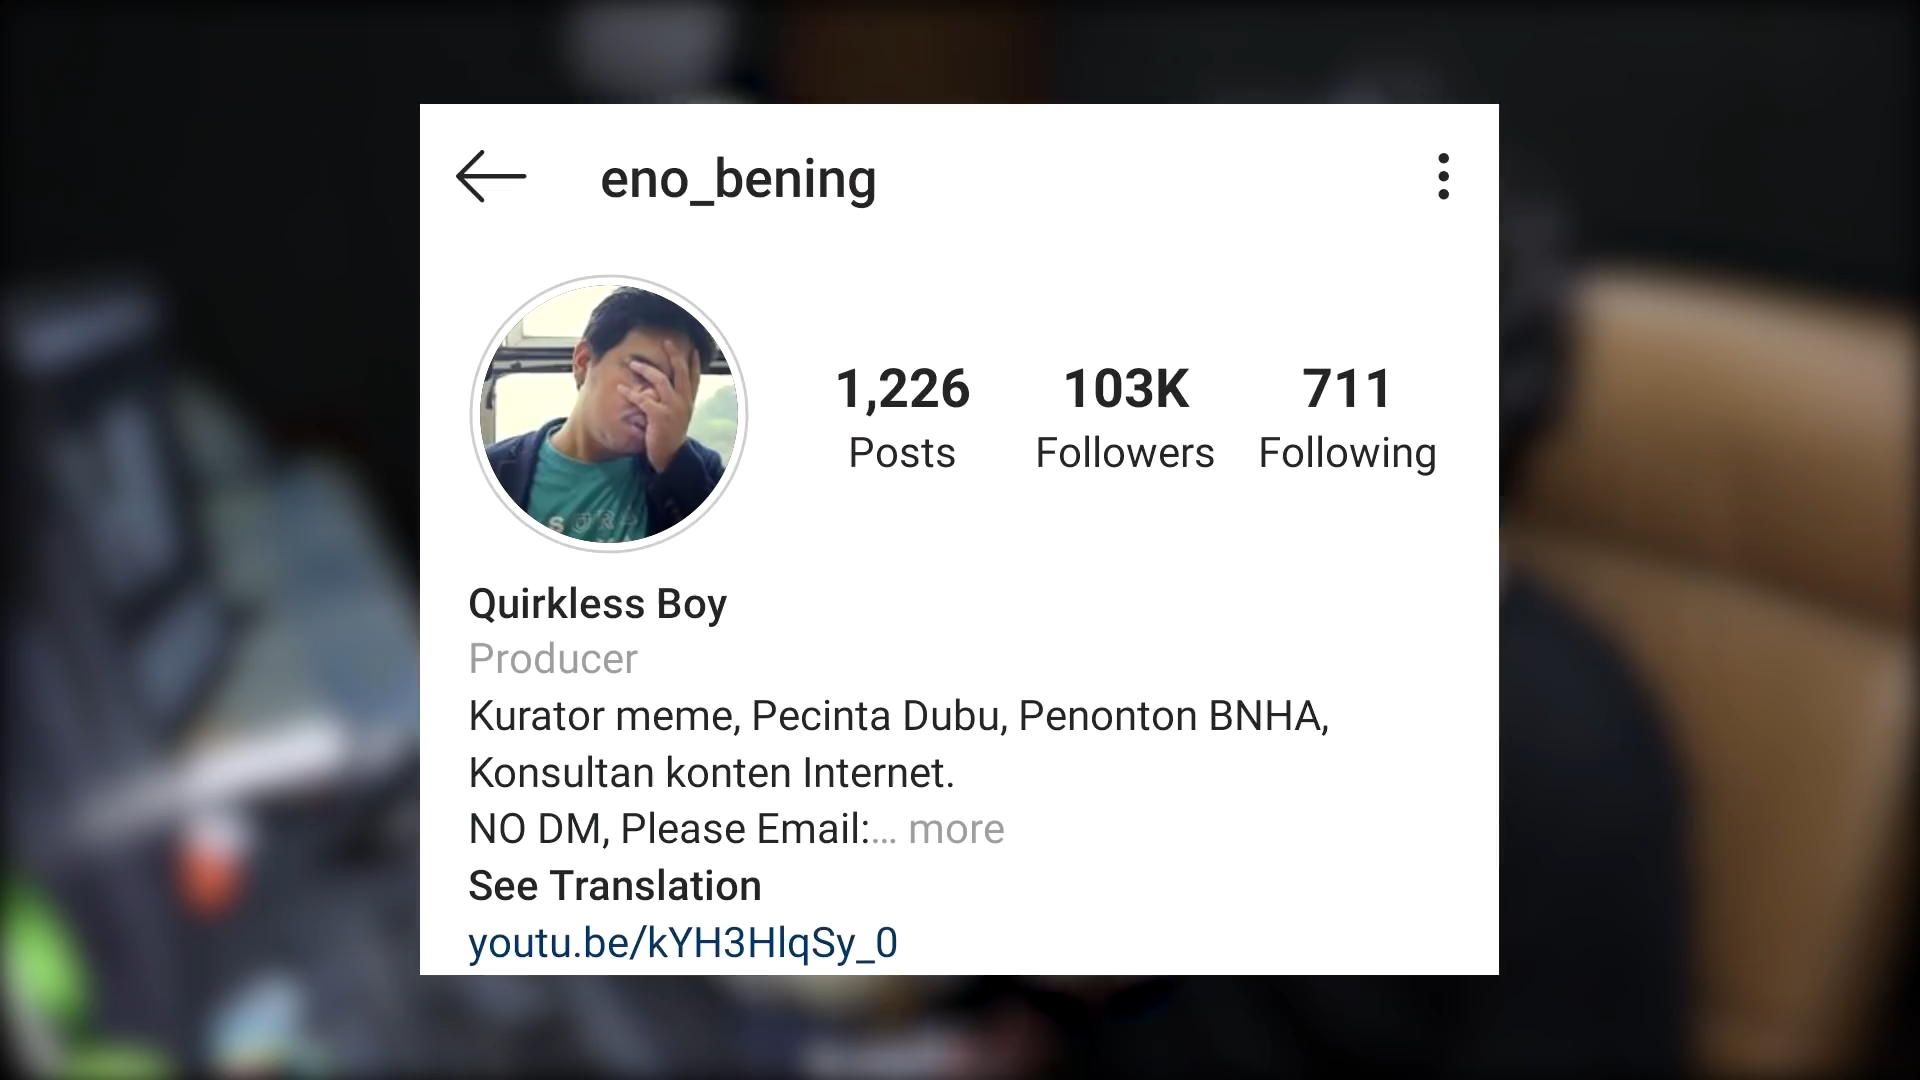 eno_bening
1,226 103K 711
Posts Followers Following
Quirkless Boy
Producer
Kurator meme, Pecinta Dubu, Penonton BNHA,
Konsultan konten Internet.
NO DM, Please Email:... more
See Translation
youtu.be/kYH3HlqSy_0